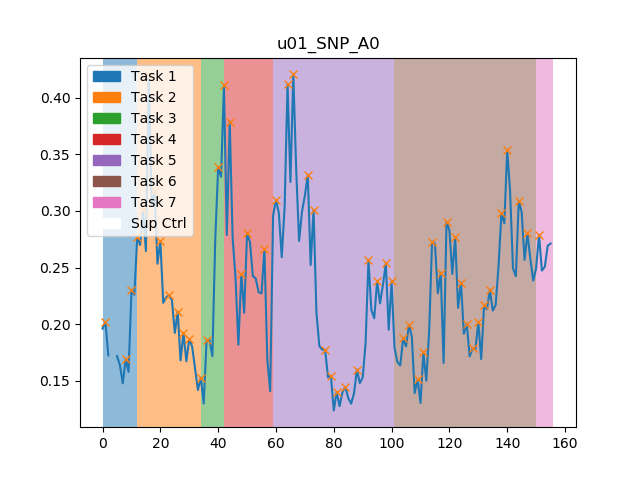 u01_SNP_A0
Task 1
Task 2
Task 3
Task 4
Task 5
Task 6
Task 7
Sup Ctrl
0.40
0.35
0.30
0.25
0.20
0.15
0 20 40 60 80 100 120 140 160